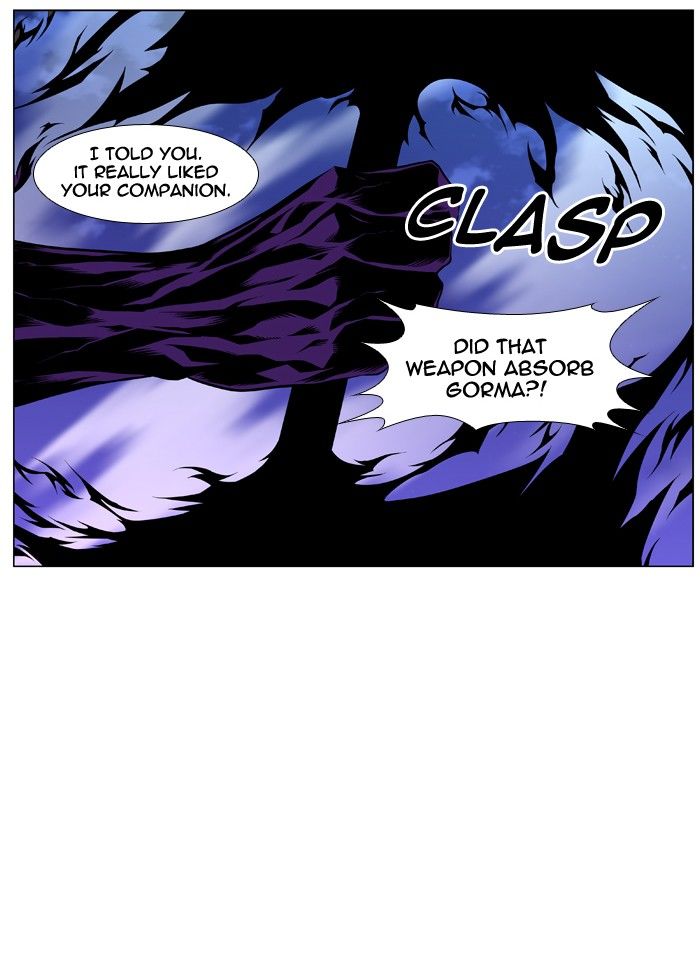 I TOLD YOU.
IT REALLY LIKED
YOUR COMPANION.
CLASP
DID THAT
WEAPON ABSORB
GORMA?!